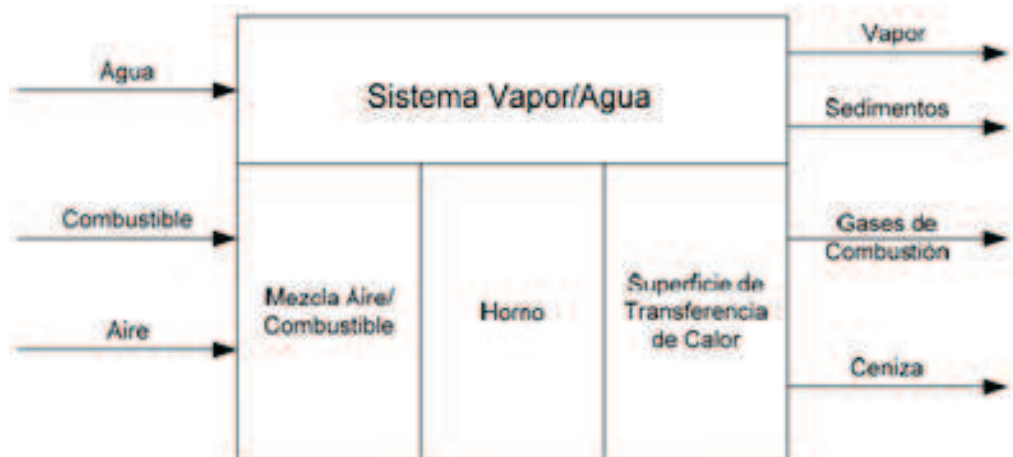 Agua
Combustible
Aire
Sistema Vapor/Agua
Mezcla Aire/
Combustible
Horno
Superficie de
Transferencia
de Calor
Vapor
Sedimentos
Gases de
Combustión
Ceniza